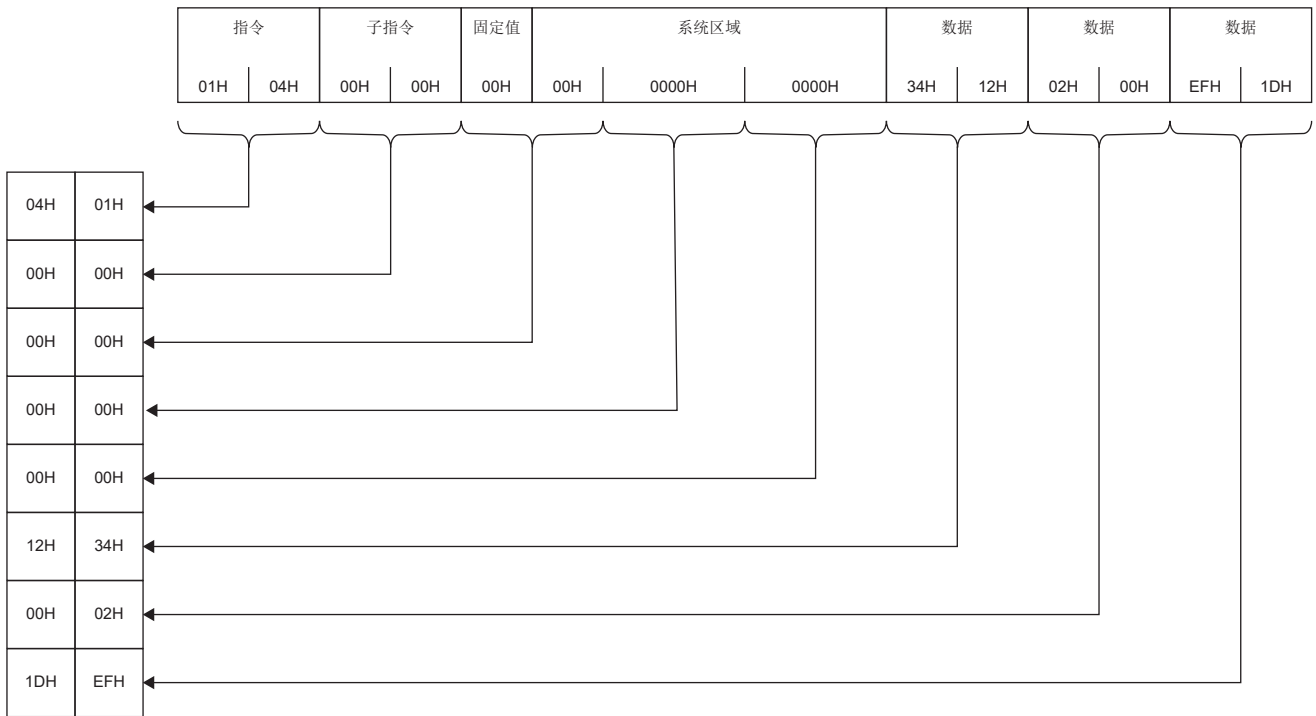 指令 子指令 固定值 系统区域 数据 数据 数据
01H 04H 00H 00H 00H 00H 0000H 0000H 34H 12H 02H 00H EFH 1DH
04H 01H
00H 00H
00H 00H
00H 00H
00H 00H
12H 34H
00H 02H
1DH EFH